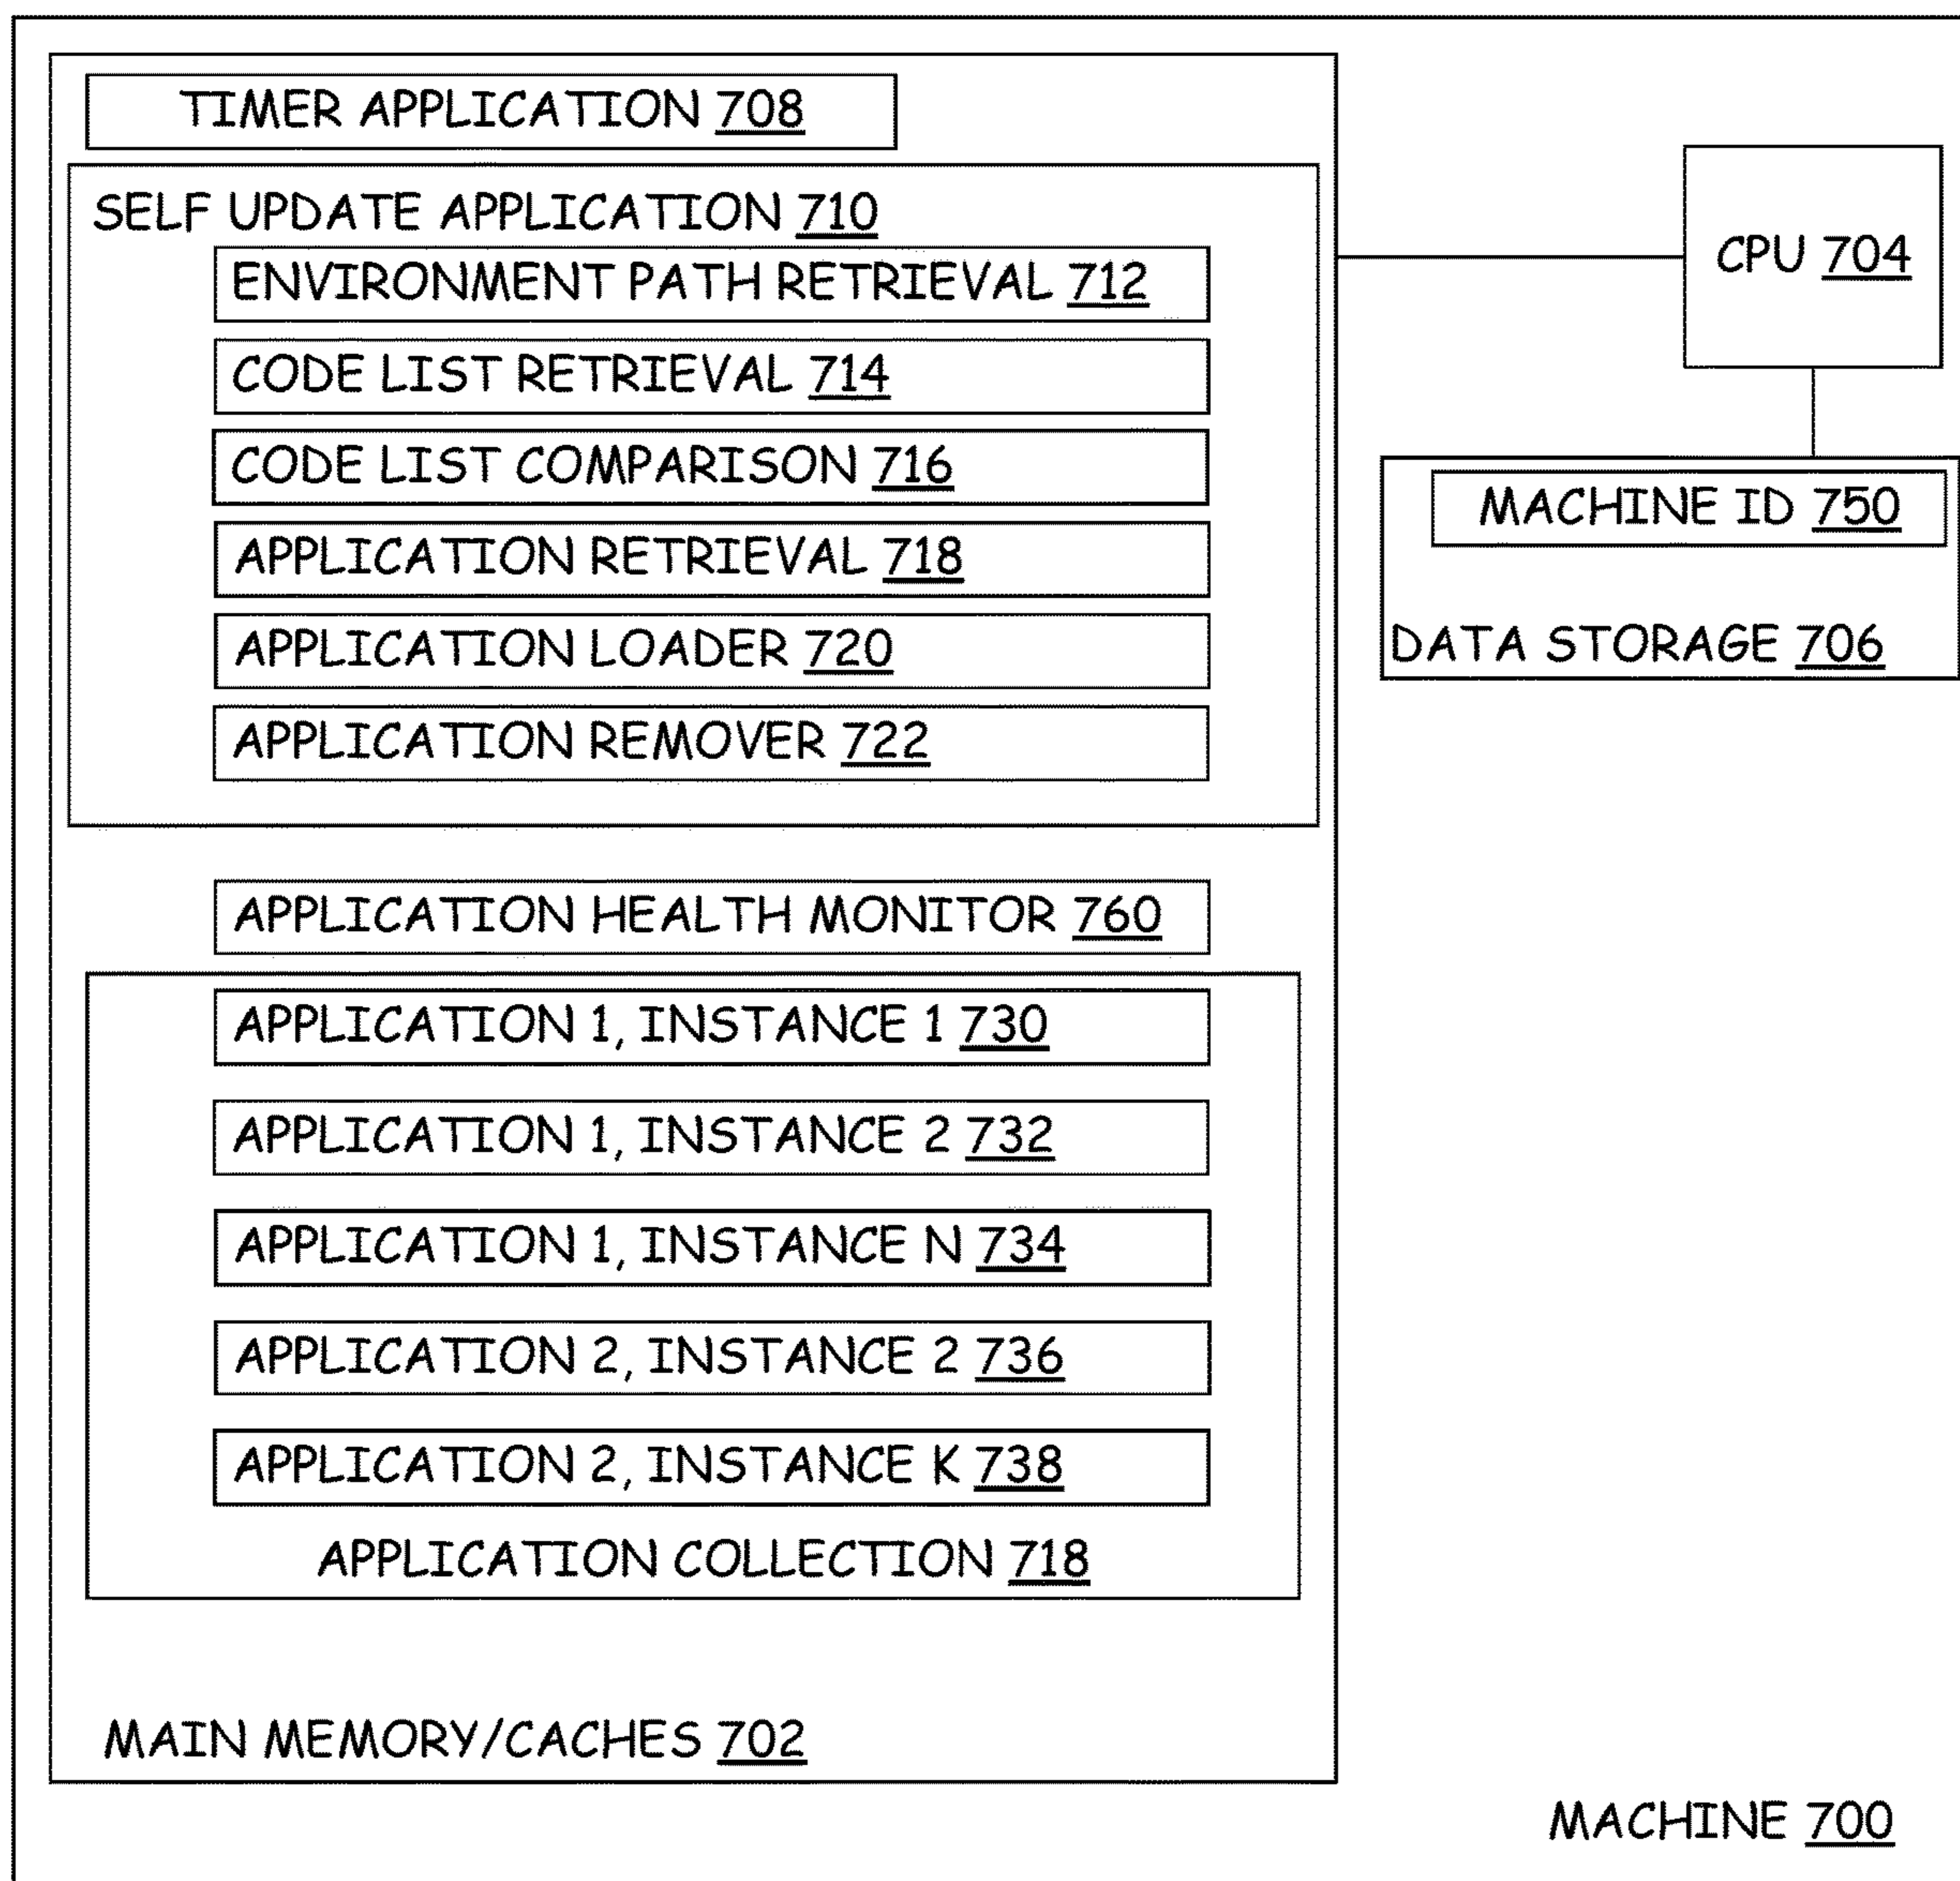 TIMER APPLICATION 708
SELF UPDATE APPLICATION 710
ENVIRONMENT PATH RETRIEVAL 712
CODE LIST RETRIEVAL 714
CODE LIST COMPARISON 716
APPLICATION RETRIEVAL 718
APPLICATION LOADER 720
APPLICATION REMOVER 722
APPLICATION HEALTH MONITOR 760
APPLICATION 1, INSTANCE 1 730
APPLICATION 1, INSTANCE 2 732
APPLICATION 1, INSTANCE N 734
APPLICATION 2, INSTANCE 2 736
APPLICATION 2, INSTANCE K 738
APPLICATION COLLECTION 718
MAIN MEMORY/CACHES 702
CPU 704
MACHINE ID 750
DATA STORAGE 706
MACHINE 700